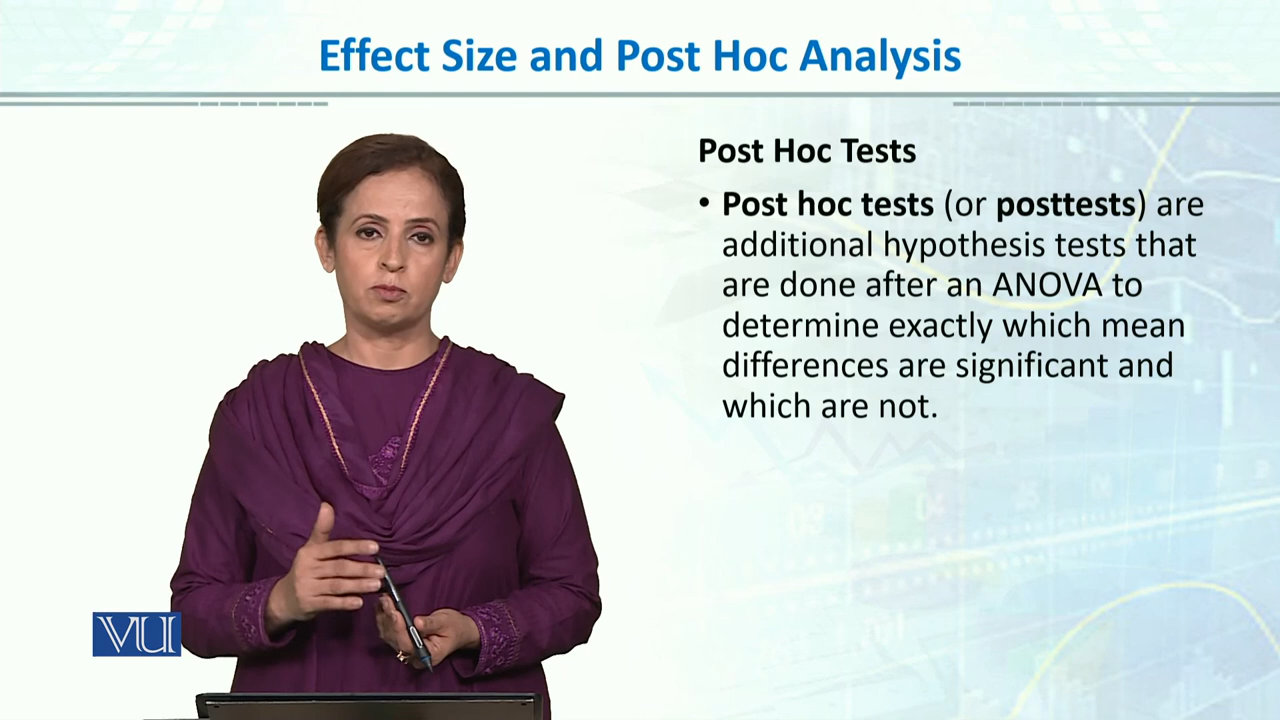 Effect Size and Post Hoc Analysis
Post Hoc Tests
• Post hoc tests (or posttests) are
additional hypothesis tests that
are done after an ANOVA to
determine exactly which mean
differences are significant and
which are not.
VU